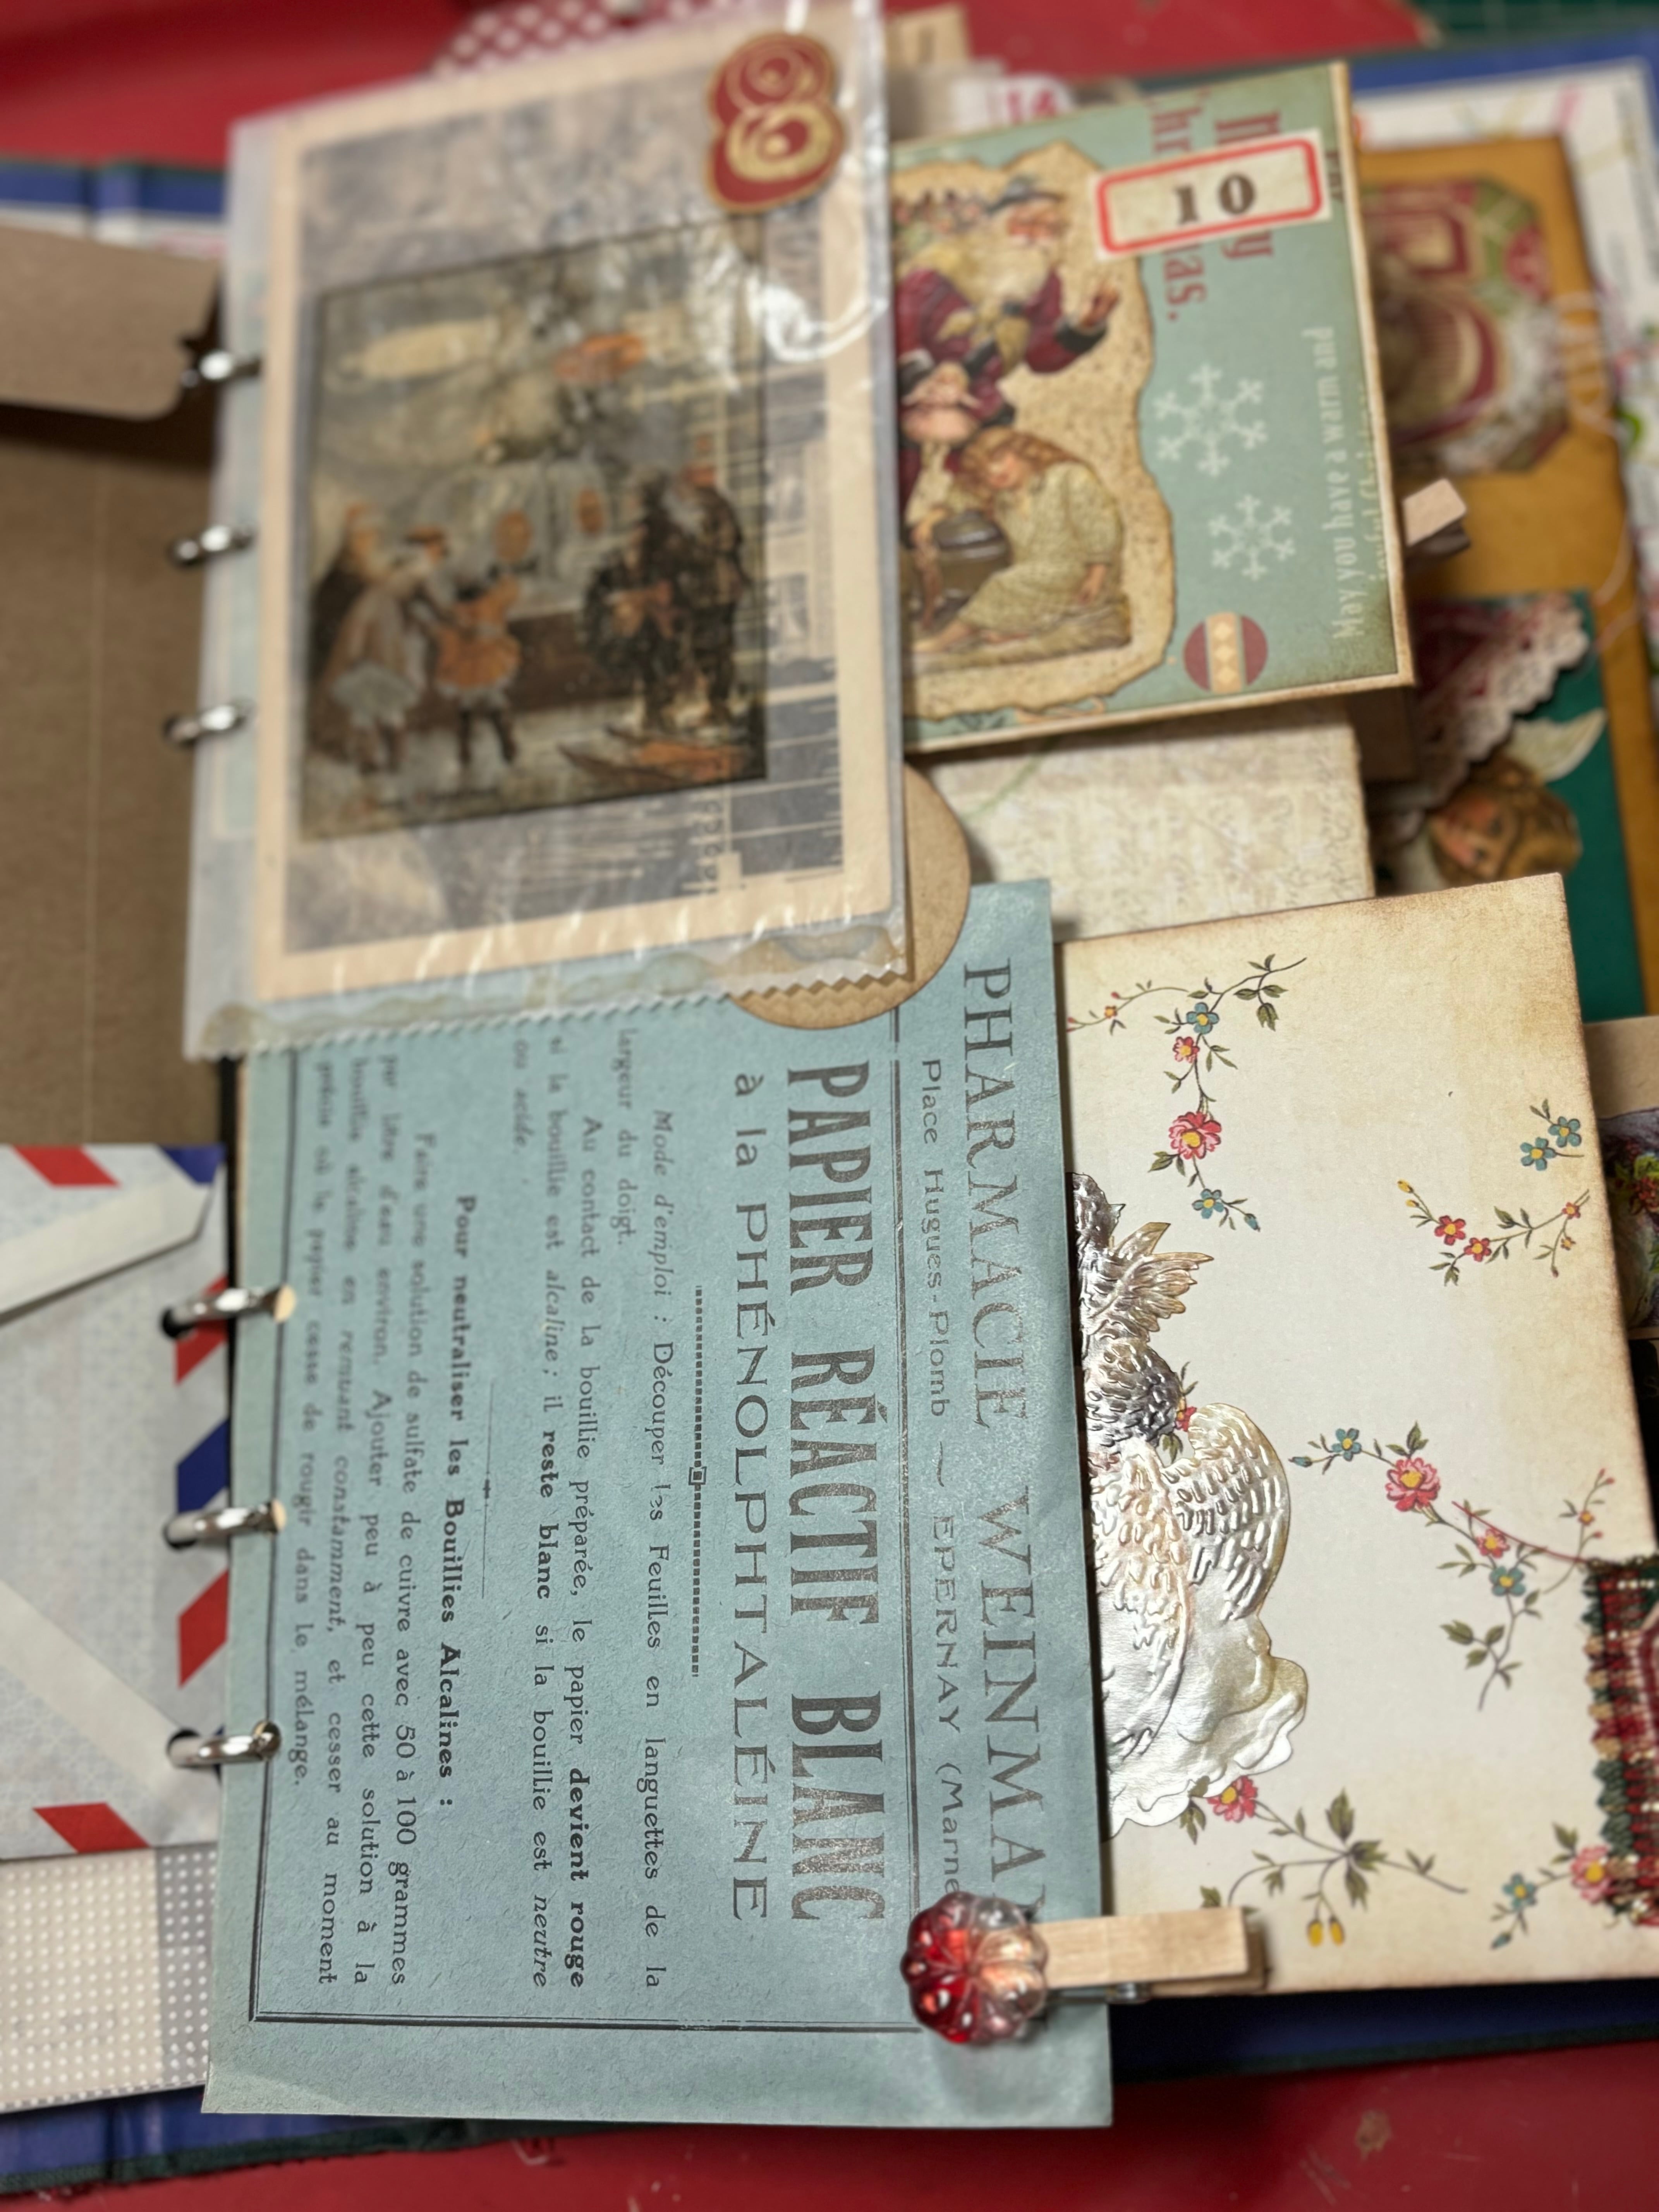 PHARMACIE WEINMA
Place Hugues-Plomb ~ EPERNAY (Marne
PAPIER RÉACTIF BLANC
à la PHÉNOLPHTALÉINE
Mode d'emploi : Découper les Feuilles en languettes de la
largeur du doigt.
Au contact de la bouillie préparée, le papier devient rouge
si la bouillie est alcaline ; il reste blanc si la bouillie est neutre
ou acide.
Pour neutraliser les Bouillies Alcalines :
Faire une solution de sulfate de cuivre avec 50 à 100 grammes
par litre d'eau environ. Ajouter peu à peu cette solution à la
bouillie alcaline en remuant constamment, et cesser au moment
précis où le papier cesse de rougir dans le mélange.
10
as.
May you have a warm and